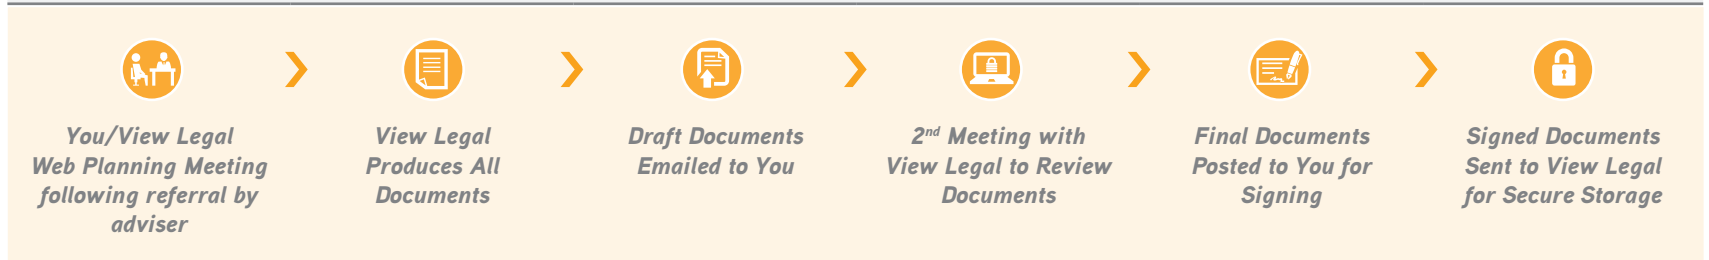 You/View Legal
Web Planning Meeting
following referral by
adviser
View Legal
Produces All
Documents
Draft Documents
Emailed to You
2nd Meeting with
View Legal to Review
Documents
Final Documents
Posted to You for
Signing
Signed Documents
Sent to View Legal
for Secure Storage